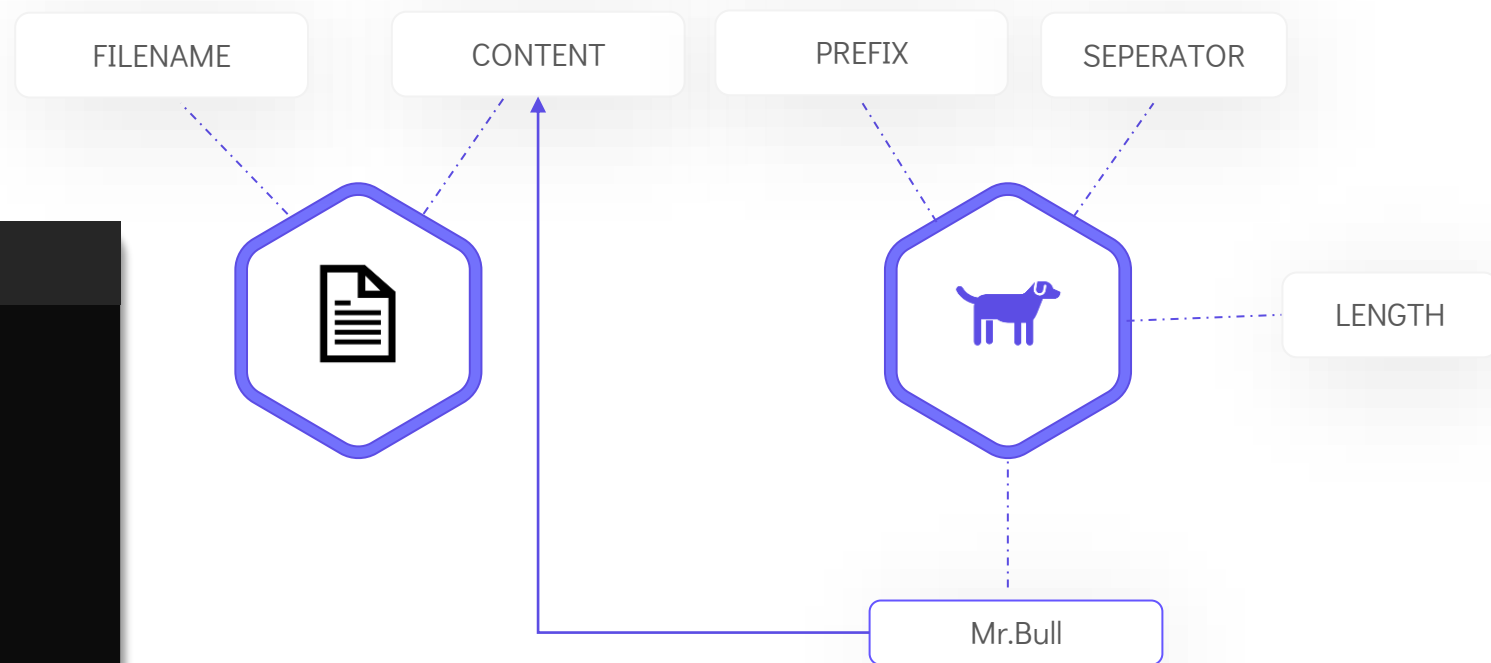 FILENAME
CONTENT
PREFIX
SEPERATOR
LENGTH
Mr.Bull